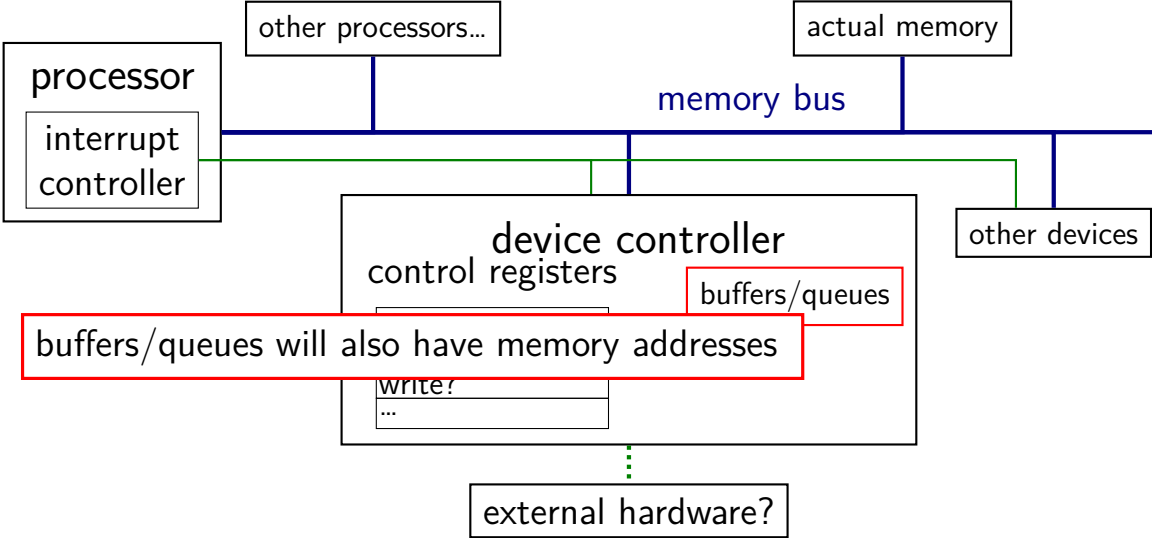 other processors…
actual memory
processor
memory bus
interrupt
controller
other devices
device controller
control registers
buffers/queues
buffers/queues will also have memory addresses
write?
…
external hardware?